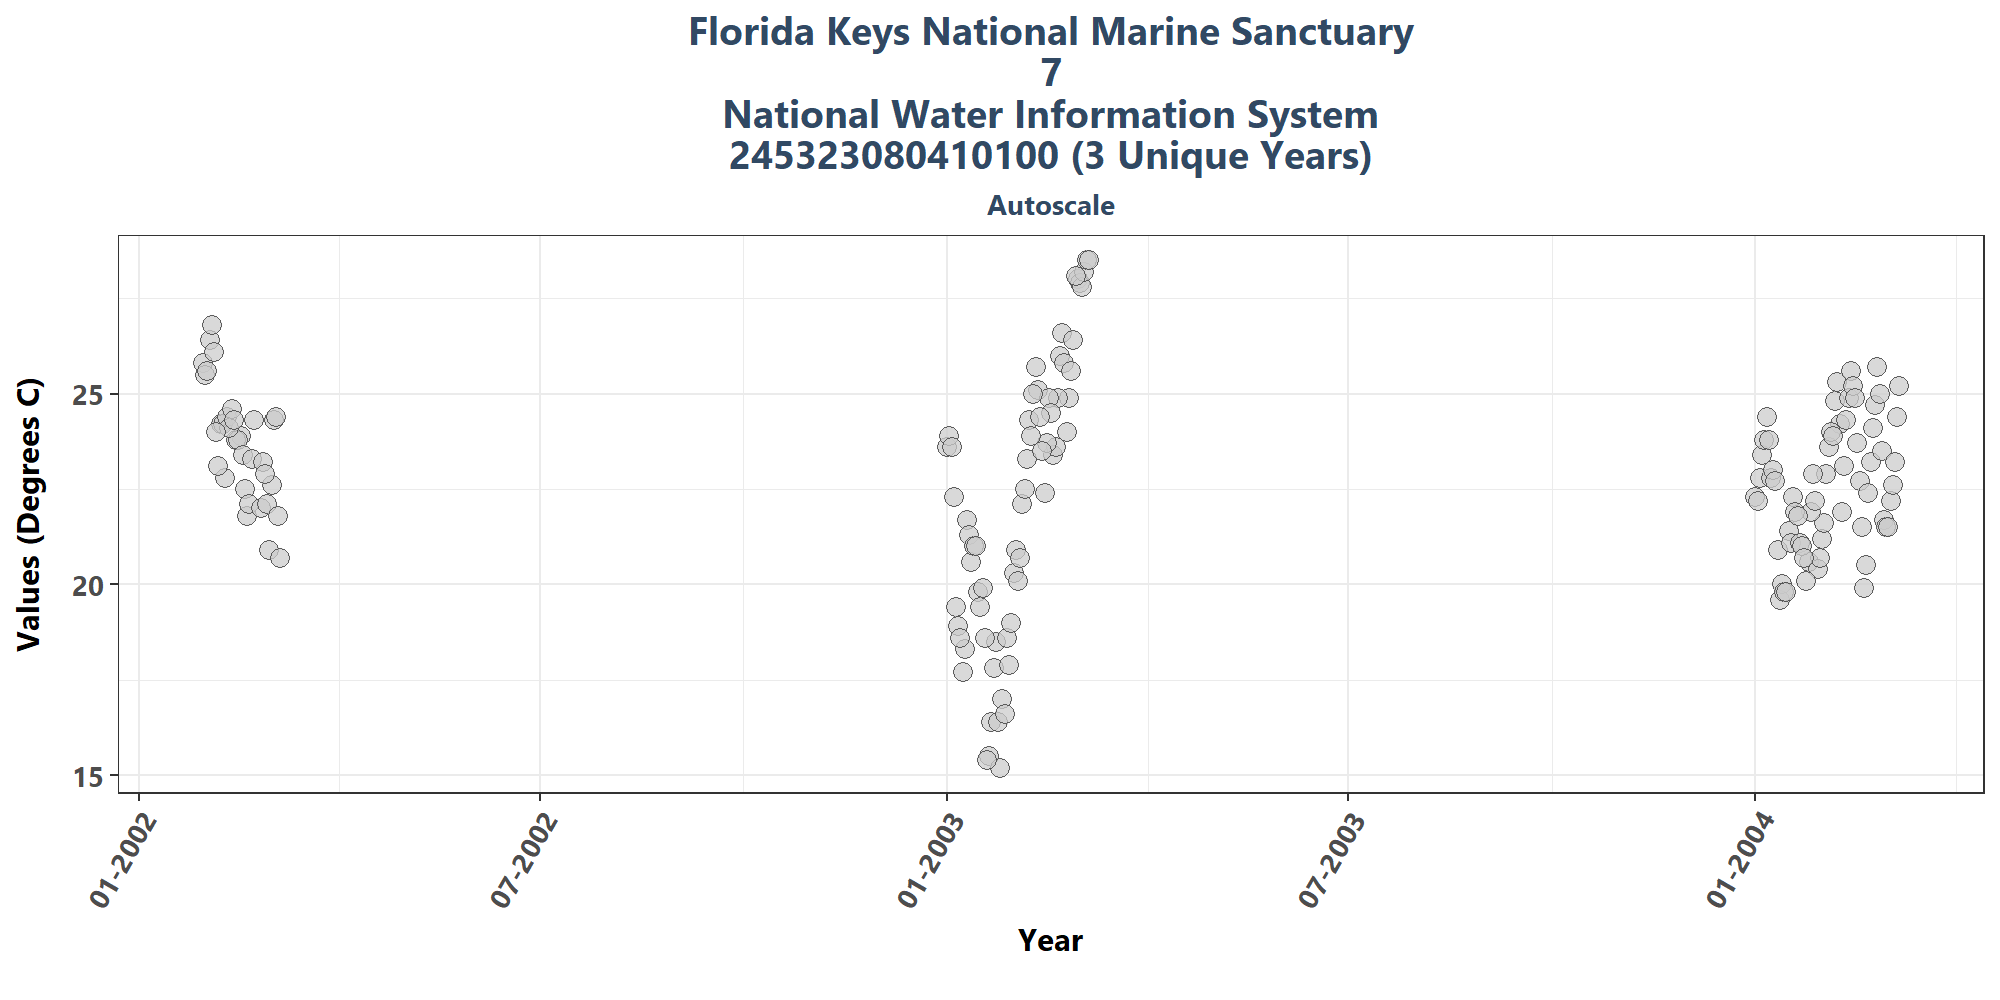 Florida Keys National Marine Sanctuary
7
National Water Information System
245323080410100 (3 Unique Years)
Autoscale
Values (Degrees C)
25
20
15
01-2002
07-2002
01-2003
07-2003
01-2004
Year